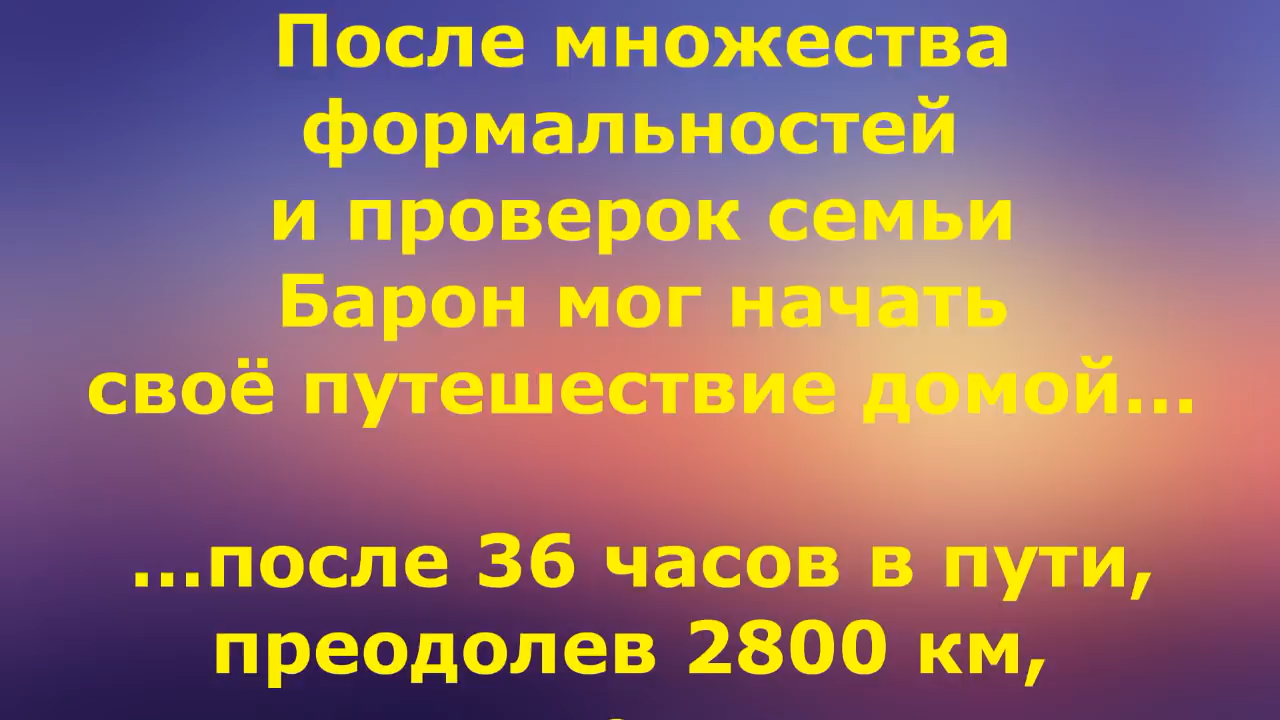 После множества
формальностей
и проверок семьи
Барон мог начать
своё путешествие домой...
...после 36 часов в пути,
преодолев 2800 км,